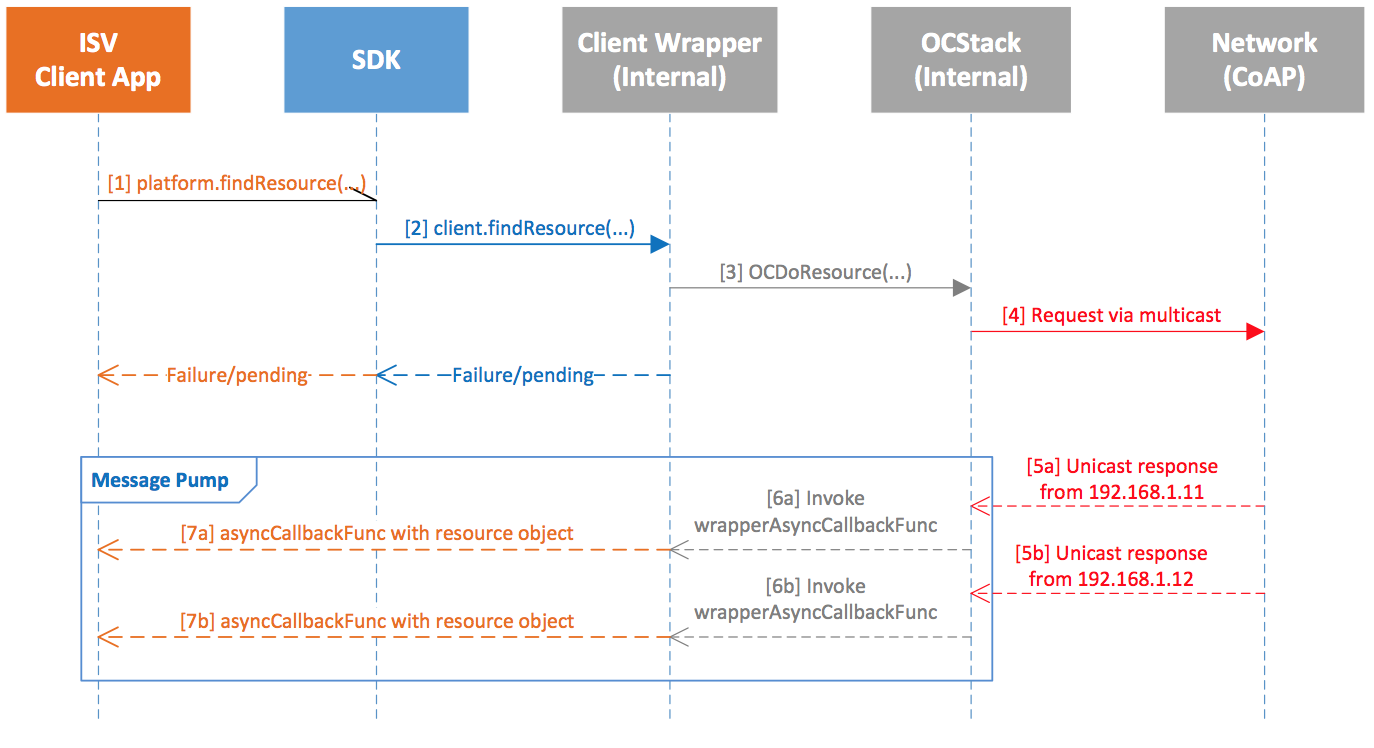 ISV
Client App
SDK
Client Wrapper
(Internal)
OCStack
(Internal)
Network
(CoAP)
[1] platform.findResource(...)
[2] client.findResource(...)
[3] OCDoResource(...)
[4] Request via multicast
Failure/pending
Failure/pending
Message Pump
[5a] Unicast response
from 192.168.1.11
[6a] Invoke
wrapperAsyncCallbackFunc
[7a] asyncCallbackFunc with resource object
[5b] Unicast response
from 192.168.1.12
[6b] Invoke
wrapperAsyncCallbackFunc
[7b] asyncCallbackFunc with resource object